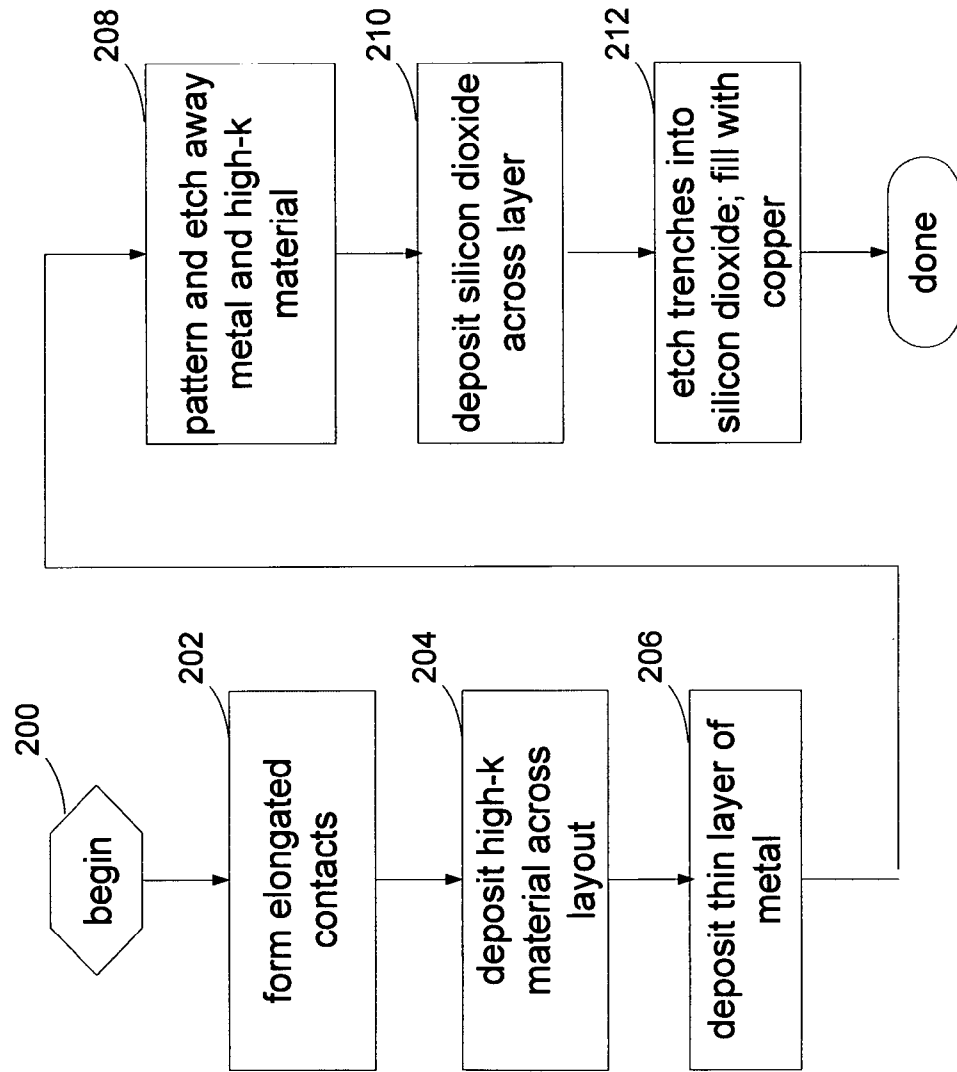 200
begin
202
form elongated
contacts
204
deposit high-k
material across
layout
206
deposit thin layer of
metal
208
pattern and etch away
metal and high-k
material
210
deposit silicon dioxide
across layer
212
etch trenches into
silicon dioxide; fill with
copper
done